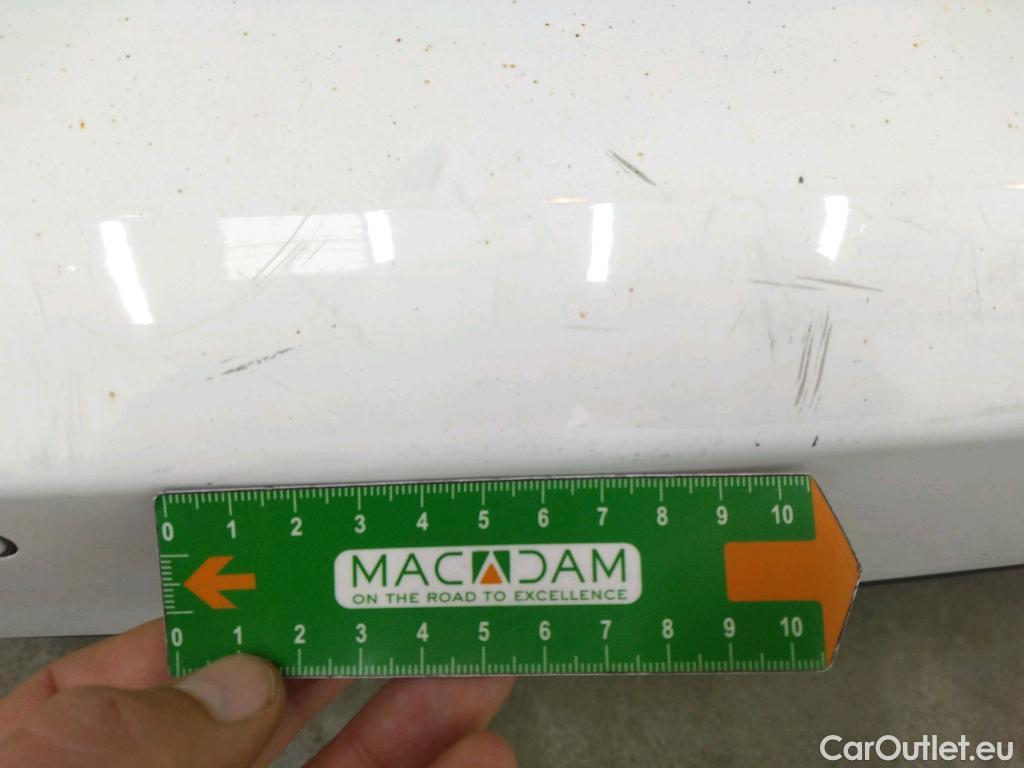 0 1 2 3 4 5 6 7 8 9 10
MACADAM
ON THE ROAD TO EXCELLENCE
0 1 2 3 4 5 6 7 8 9 10
CarOutlet.eu